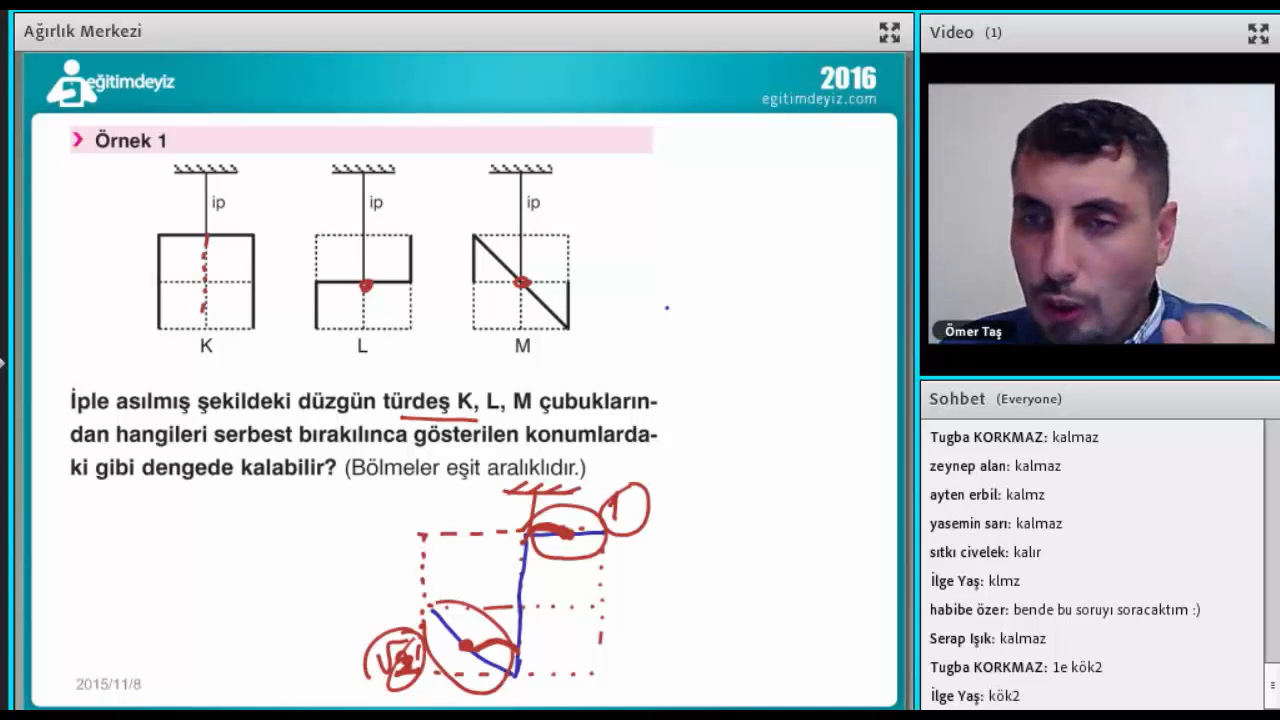 Ağırlık Merkezi
eğitimdeyiz
2016
egitimdeyiz.com
Örnek 1
ip
ip
ip
K
L
M
İple asılmış şekildeki düzgün türdeş K, L, M çubukların-
dan hangileri serbest bırakılınca gösterilen konumlarda-
ki gibi dengede kalabilir? (Bölmeler eşit aralıklıdır.)
1
2015/11/8
Video (1)
Ömer Taş
Sohbet (Everyone)
Tugba KORKMAZ: kalmaz
zeynep alan: kalmaz
ayten erbil: kalmz
yasemin sarı: kalmaz
sıtkı civelek: kalır
İlge Yaş: klmz
habibe özer: bende bu soruyı soracaktım :)
Serap Işık: kalmaz
Tugba KORKMAZ: 1e kök2
İlge Yaş: kök2